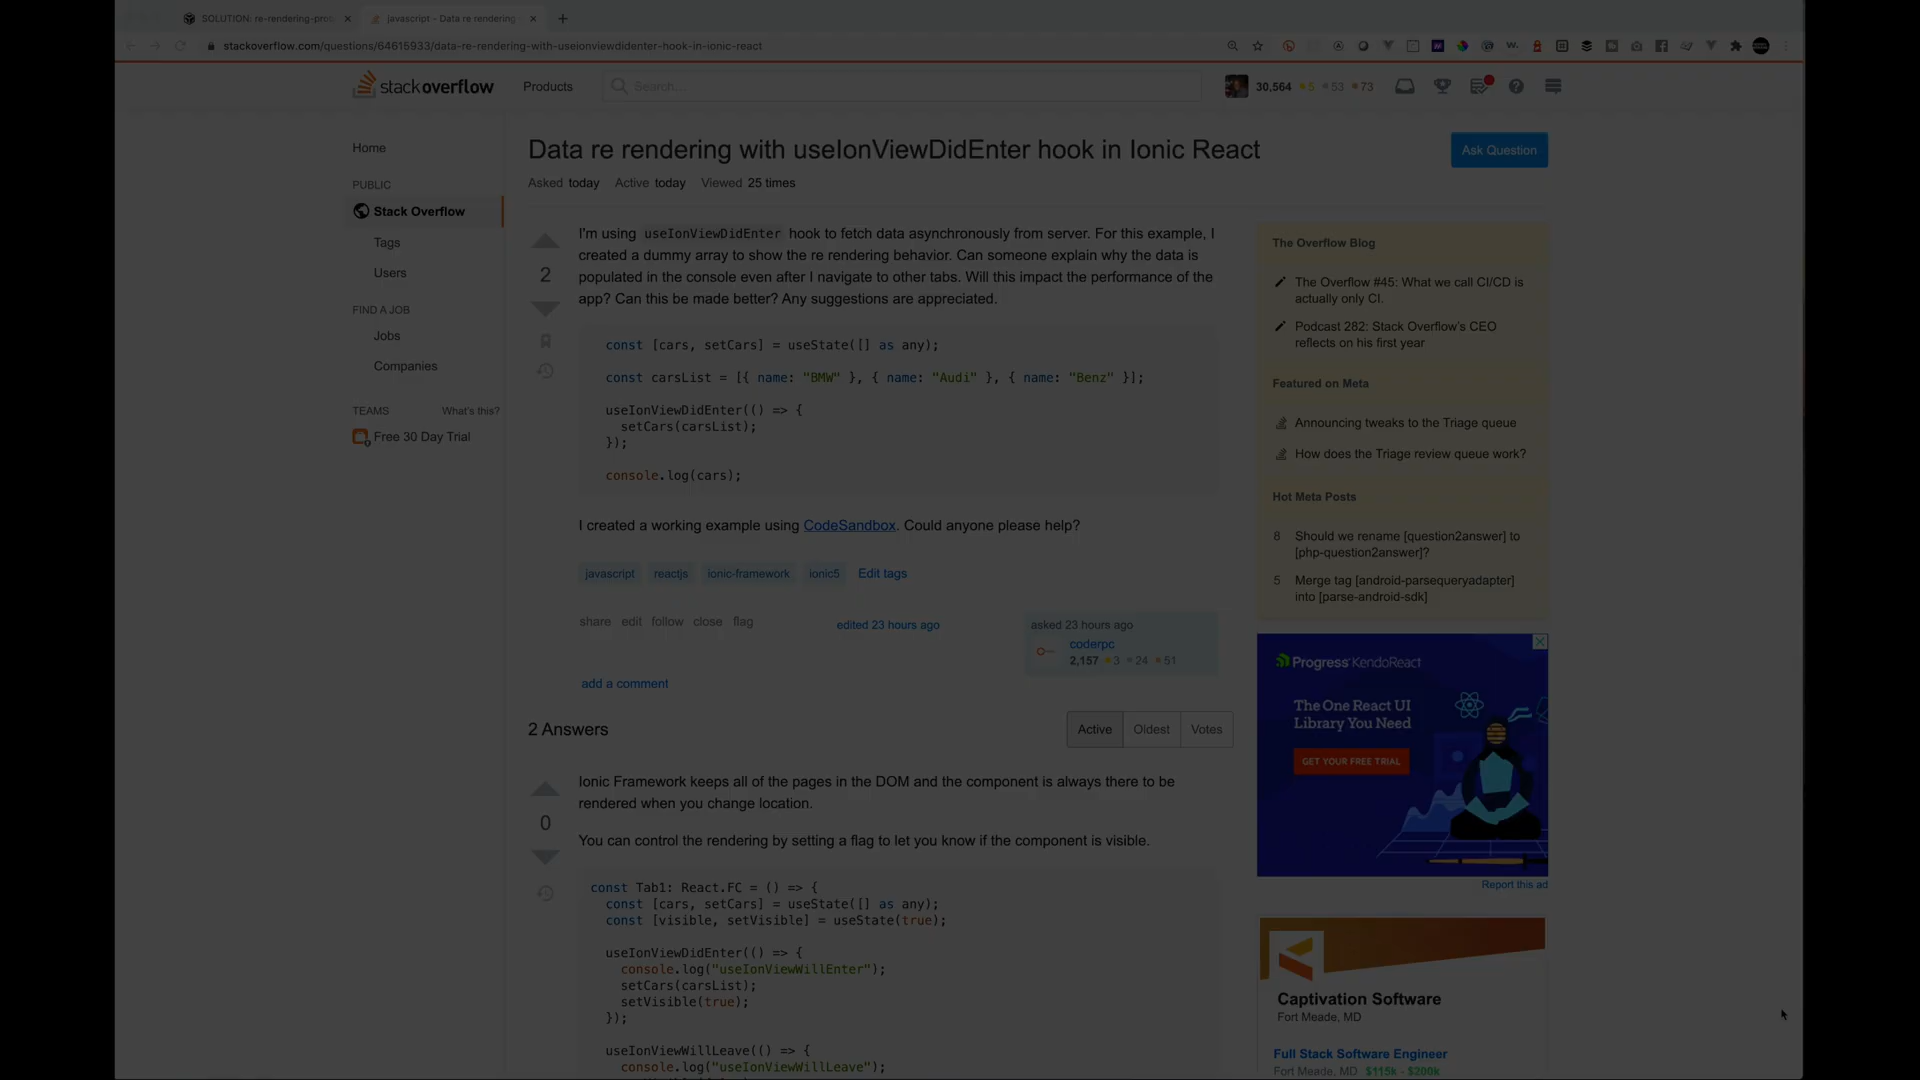 SOLUTION: re-rendering-prot
javascript - Data re rendering
stackoverflow.com/questions/64615933/data-re-rendering-with-useionviewdidenter-hook-in-ionic-react
stackoverflow
Products
Search...
30,564 5 53 73
Home
PUBLIC
Stack Overflow
Tags
Users
FIND A JOB
Jobs
Companies
TEAMS What's this?
Free 30 Day Trial
Data re rendering with useIonViewDidEnter hook in Ionic React
Ask Question
Asked today Active today Viewed 25 times
2
I'm using useIonViewDidEnter hook to fetch data asynchronously from server. For this example, I
created a dummy array to show the re rendering behavior. Can someone explain why the data is
populated in the console even after I navigate to other tabs. Will this impact the performance of the
app? Can this be made better? Any suggestions are appreciated.
const [cars, setCars] = useState([] as any);
const carsList = [{ name: "BMW" }, { name: "Audi" }, { name: "Benz" }];
useIonViewDidEnter(() => {
setCars(carsList);
});
console.log(cars);
I created a working example using CodeSandbox. Could anyone please help?
javascript reactjs ionic-framework ionic5 Edit tags
share edit follow close flag
edited 23 hours ago
asked 23 hours ago
coderpc
2,157 3 24 51
add a comment
2 Answers
Active Oldest Votes
0
Ionic Framework keeps all of the pages in the DOM and the component is always there to be
rendered when you change location.
You can control the rendering by setting a flag to let you know if the component is visible.
const Tab1: React.FC = () => {
const [cars, setCars] = useState([] as any);
const [visible, setVisible] = useState(true);
useIonViewDidEnter(() => {
console.log("useIonViewWillEnter");
setCars(carsList);
setVisible(true);
});
useIonViewWillLeave(() => {
console.log("useIonViewWillLeave");
The Overflow Blog
The Overflow #45: What we call CI/CD is
actually only CI.
Podcast 282: Stack Overflow's CEO
reflects on his first year
Featured on Meta
Announcing tweaks to the Triage queue
How does the Triage review queue work?
Hot Meta Posts
8 Should we rename [question2answer] to
[php-question2answer]?
5 Merge tag [android-parsequeryadapter]
into [parse-android-sdk]
Progress KendoReact
The One React UI
Library You Need
GET YOUR FREE TRIAL
Report this ad
Captivation Software
Fort Meade, MD
Full Stack Software Engineer
Fort Meade, MD $115k - $200k